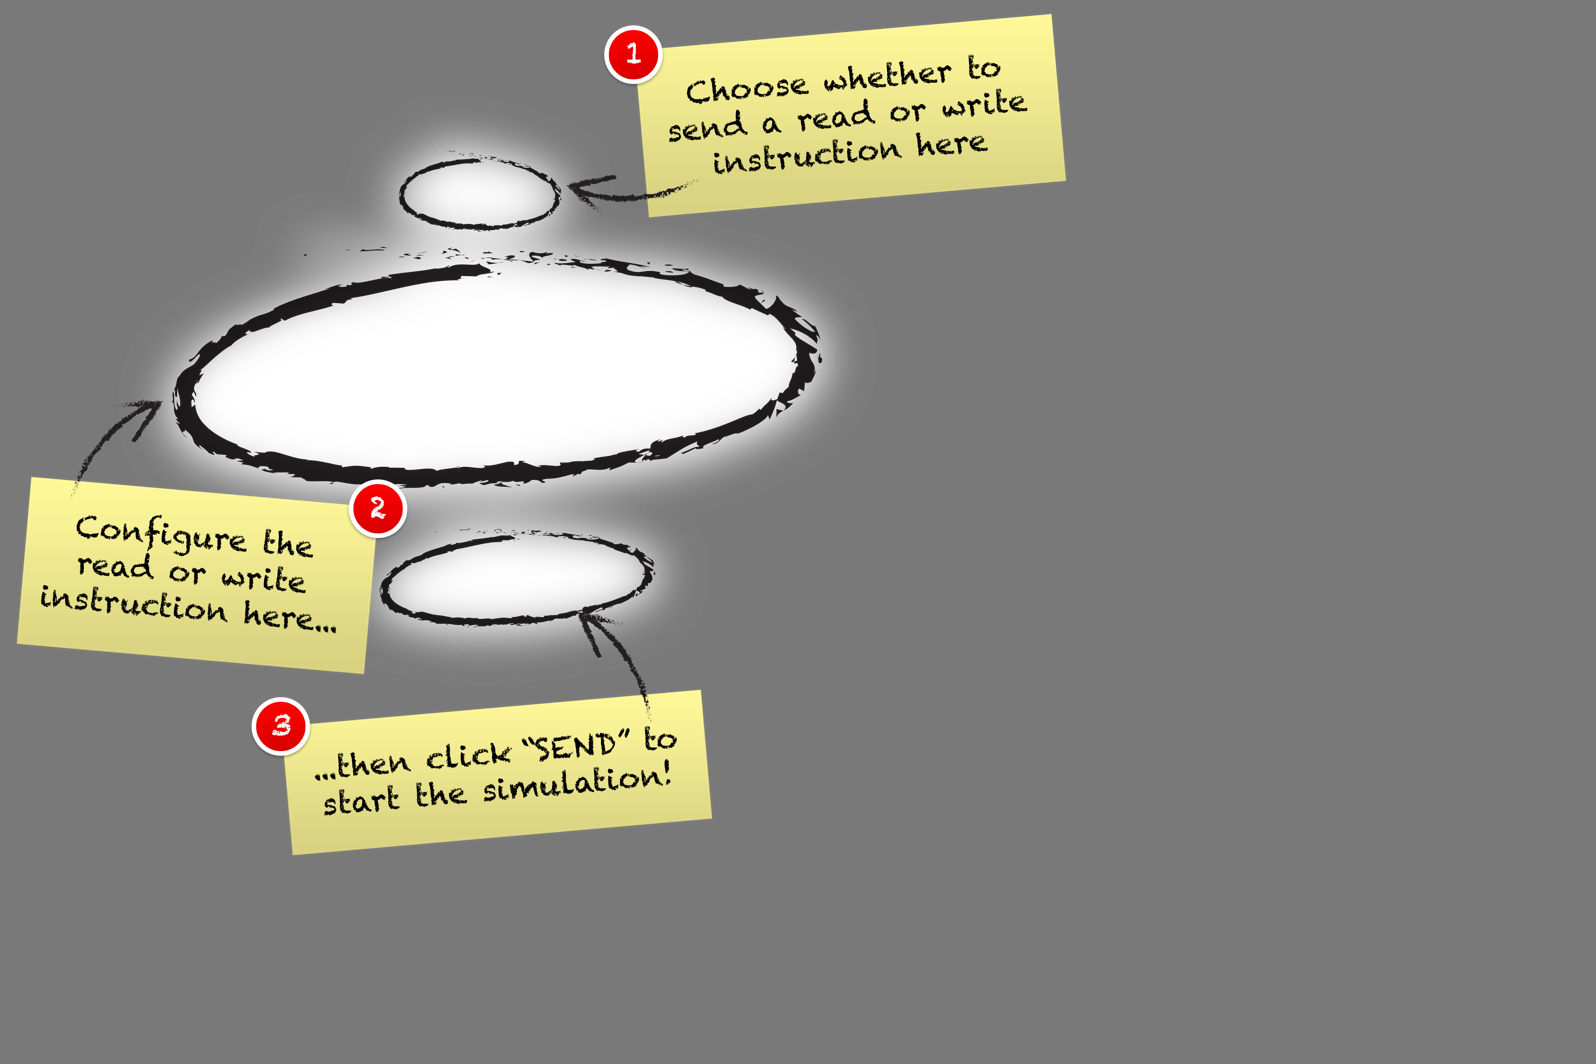 1
Choose whether to
send a read or write
instruction here
2
Configure the
read or write
instruction here...
3
...then click “SEND” to
start the simulation!